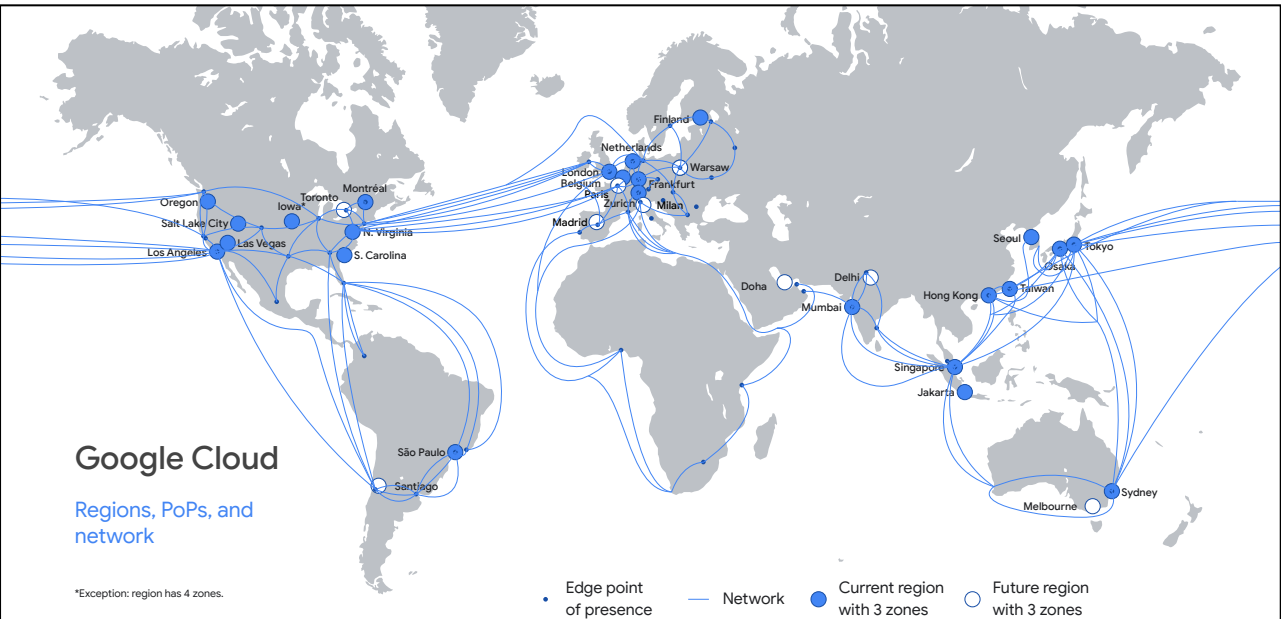 Finland
Netherlands
London
Warsaw
Belgium
Frankfurt
Paris
Zurich
Milan
Madrid
Montréal
Toronto
Iowa*
Oregon
Salt Lake City
N. Virginia
Las Vegas
Los Angeles
S. Carolina
Seoul
Tokyo
Osaka
Doha
Delhi
Taiwan
Hong Kong
Mumbai
Singapore
Jakarta
São Paulo
Santiago
Sydney
Melbourne
Google Cloud
Regions, PoPs, and
network
*Exception: region has 4 zones.
Edge point
of presence
Network
Current region
with 3 zones
Future region
with 3 zones